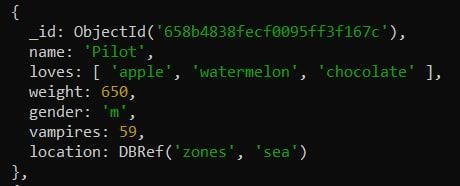 {
_id: ObjectId('658b4838fecf0095ff3f167c'),
name: 'Pilot',
loves: [ 'apple', 'watermelon', 'chocolate' ],
weight: 650,
gender: 'm',
vampires: 59,
location: DBRef('zones', 'sea')
},